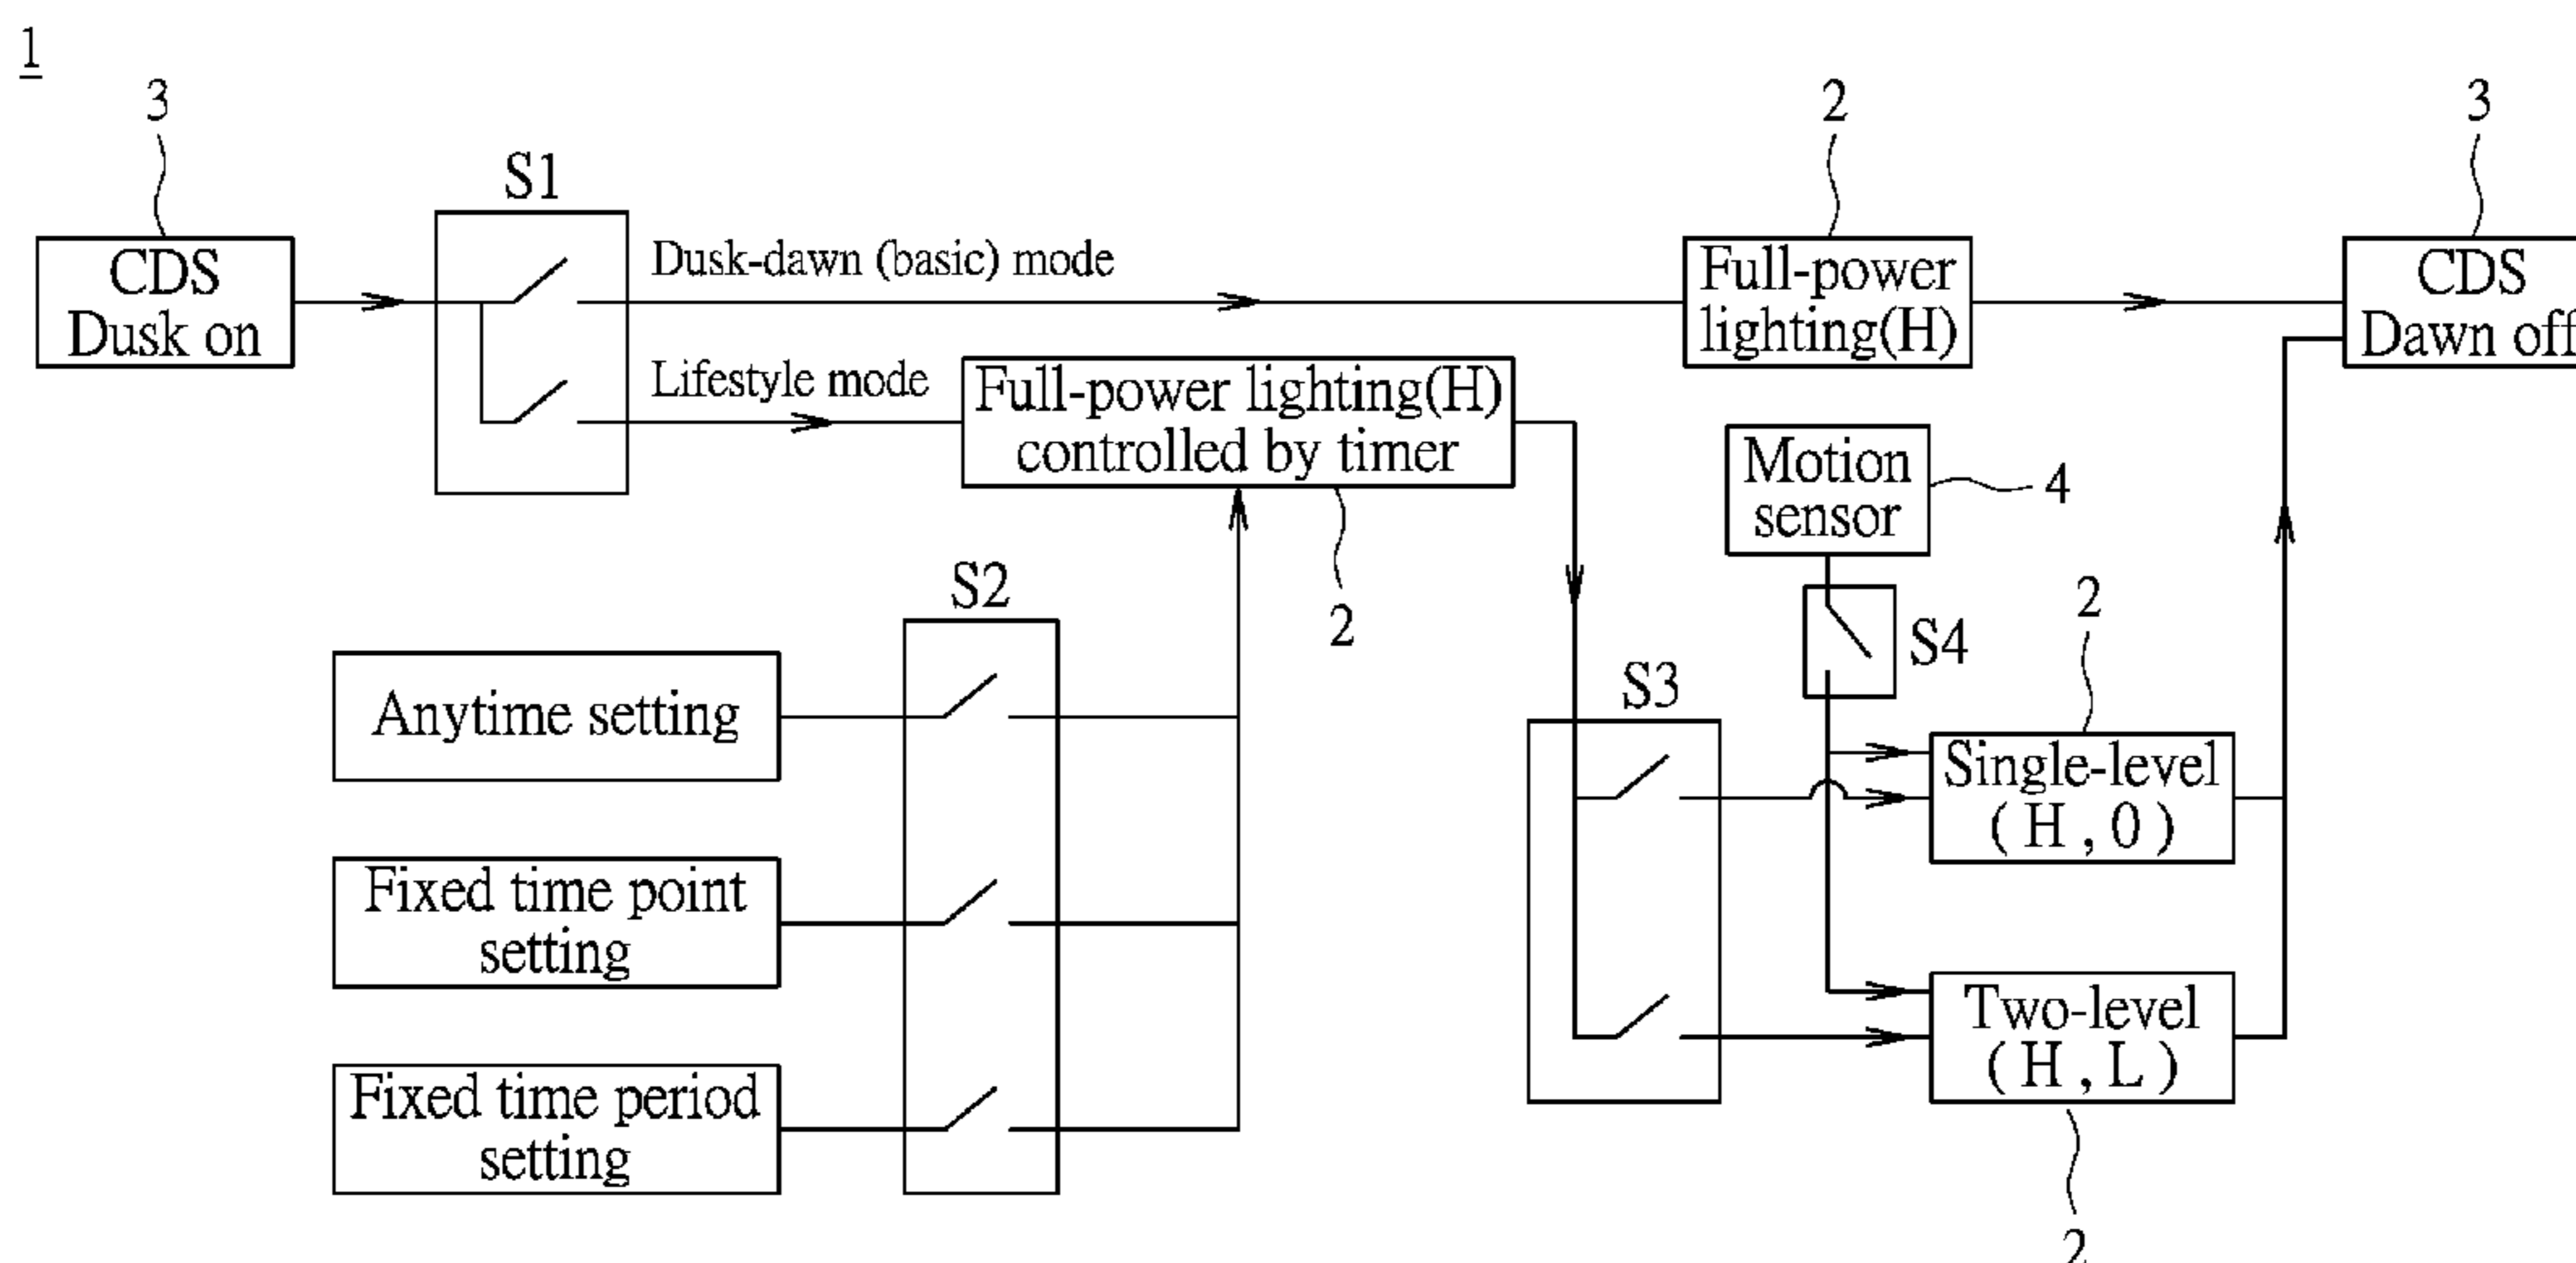 1
3
2
3
S1
CDS
Dusk on
Dusk-dawn (basic) mode
Full-power
lighting(H)
CDS
Dawn off
Lifestyle mode
Full-power lighting(H)
controlled by timer
Motion
sensor
4
S2
2
S4
2
S3
Anytime setting
Single-level
( H , 0 )
Fixed time point
setting
Two-level
( H , L )
Fixed time period
setting
2